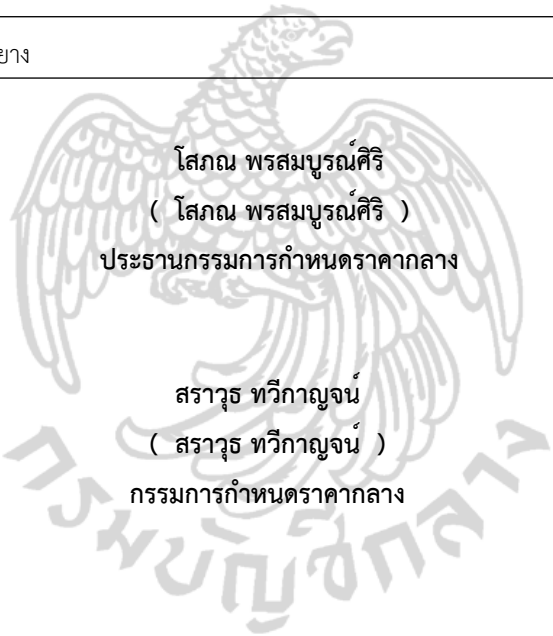 ยาง
โสภณ พรสมบูรณ์ศิริ
( โสภณ พรสมบูรณ์ศิริ )
ประธานกรรมการกำหนดราคากลาง
สราวุธ ทวีกาญจน์
( สราวุธ ทวีกาญจน์ )
กรรมการกำหนดราคากลาง
กรมบัญชีกลาง